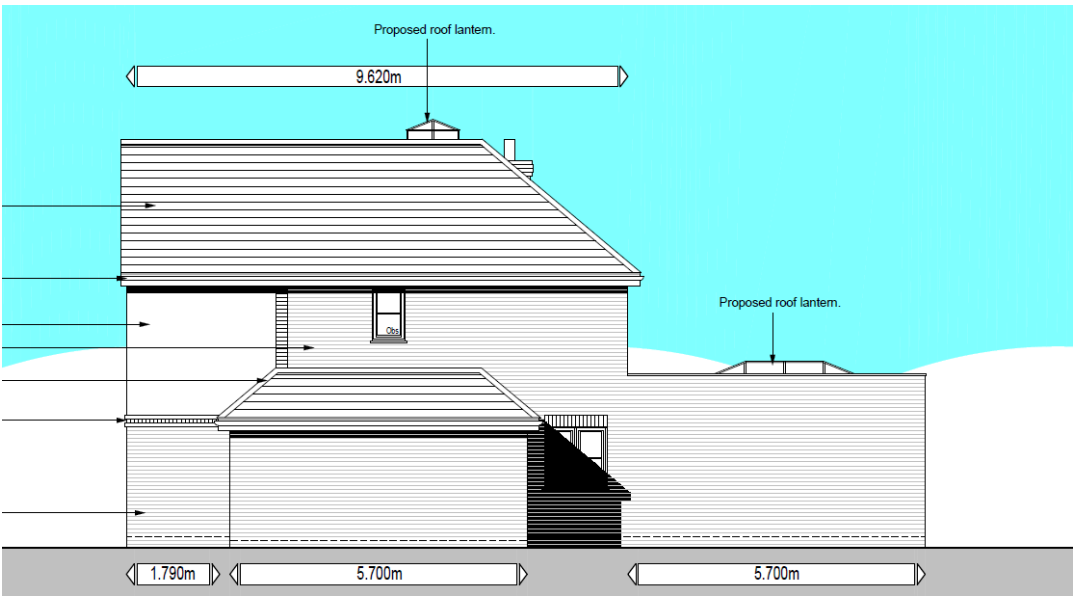 Proposed roof lantern.
9.620m
Proposed roof lantern.
Obs
1.790m
5.700m
5.700m